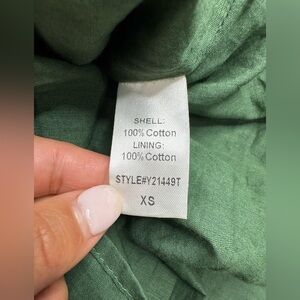 SHELL:
100% Cotton
LINING:
100% Cotton
STYLE#Y21449T
XS